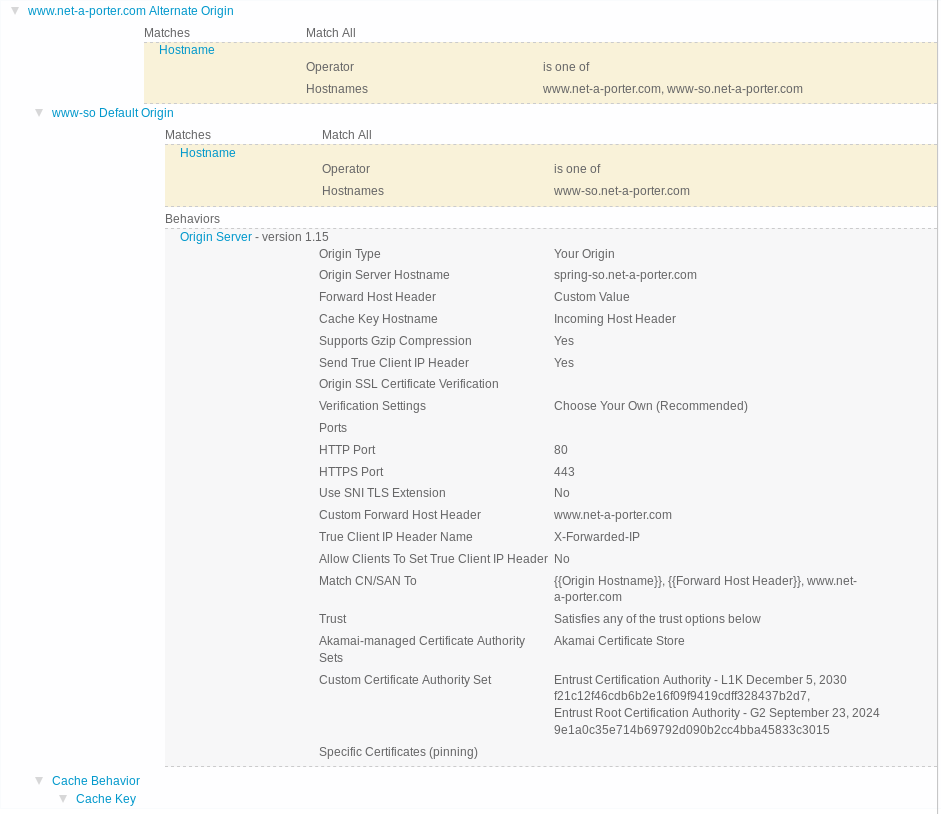 www.net-a-porter.com Alternate Origin
Matches Match All
Hostname
Operator is one of
Hostnames www.net-a-porter.com, www-so.net-a-porter.com
www-so Default Origin
Matches Match All
Hostname
Operator is one of
Hostnames www-so.net-a-porter.com
Behaviors
Origin Server - version 1.15
Origin Type Your Origin
Origin Server Hostname spring-so.net-a-porter.com
Forward Host Header Custom Value
Cache Key Hostname Incoming Host Header
Supports Gzip Compression Yes
Send True Client IP Header Yes
Origin SSL Certificate Verification
Verification Settings Choose Your Own (Recommended)
Ports
HTTP Port 80
HTTPS Port 443
Use SNI TLS Extension No
Custom Forward Host Header www.net-a-porter.com
True Client IP Header Name X-Forwarded-IP
Allow Clients To Set True Client IP Header No
Match CN/SAN To {{Origin Hostname}}, {{Forward Host Header}}, www.net-
a-porter.com
Trust Satisfies any of the trust options below
Akamai-managed Certificate Authority Akamai Certificate Store
Sets
Custom Certificate Authority Set Entrust Certification Authority - L1K December 5, 2030
f21c12f46cdb6b2e16f09f9419cdff328437b2d7,
Entrust Root Certification Authority - G2 September 23, 2024
9e1a0c35e714b69792d090b2cc4bba45833c3015
Specific Certificates (pinning)
Cache Behavior
Cache Key